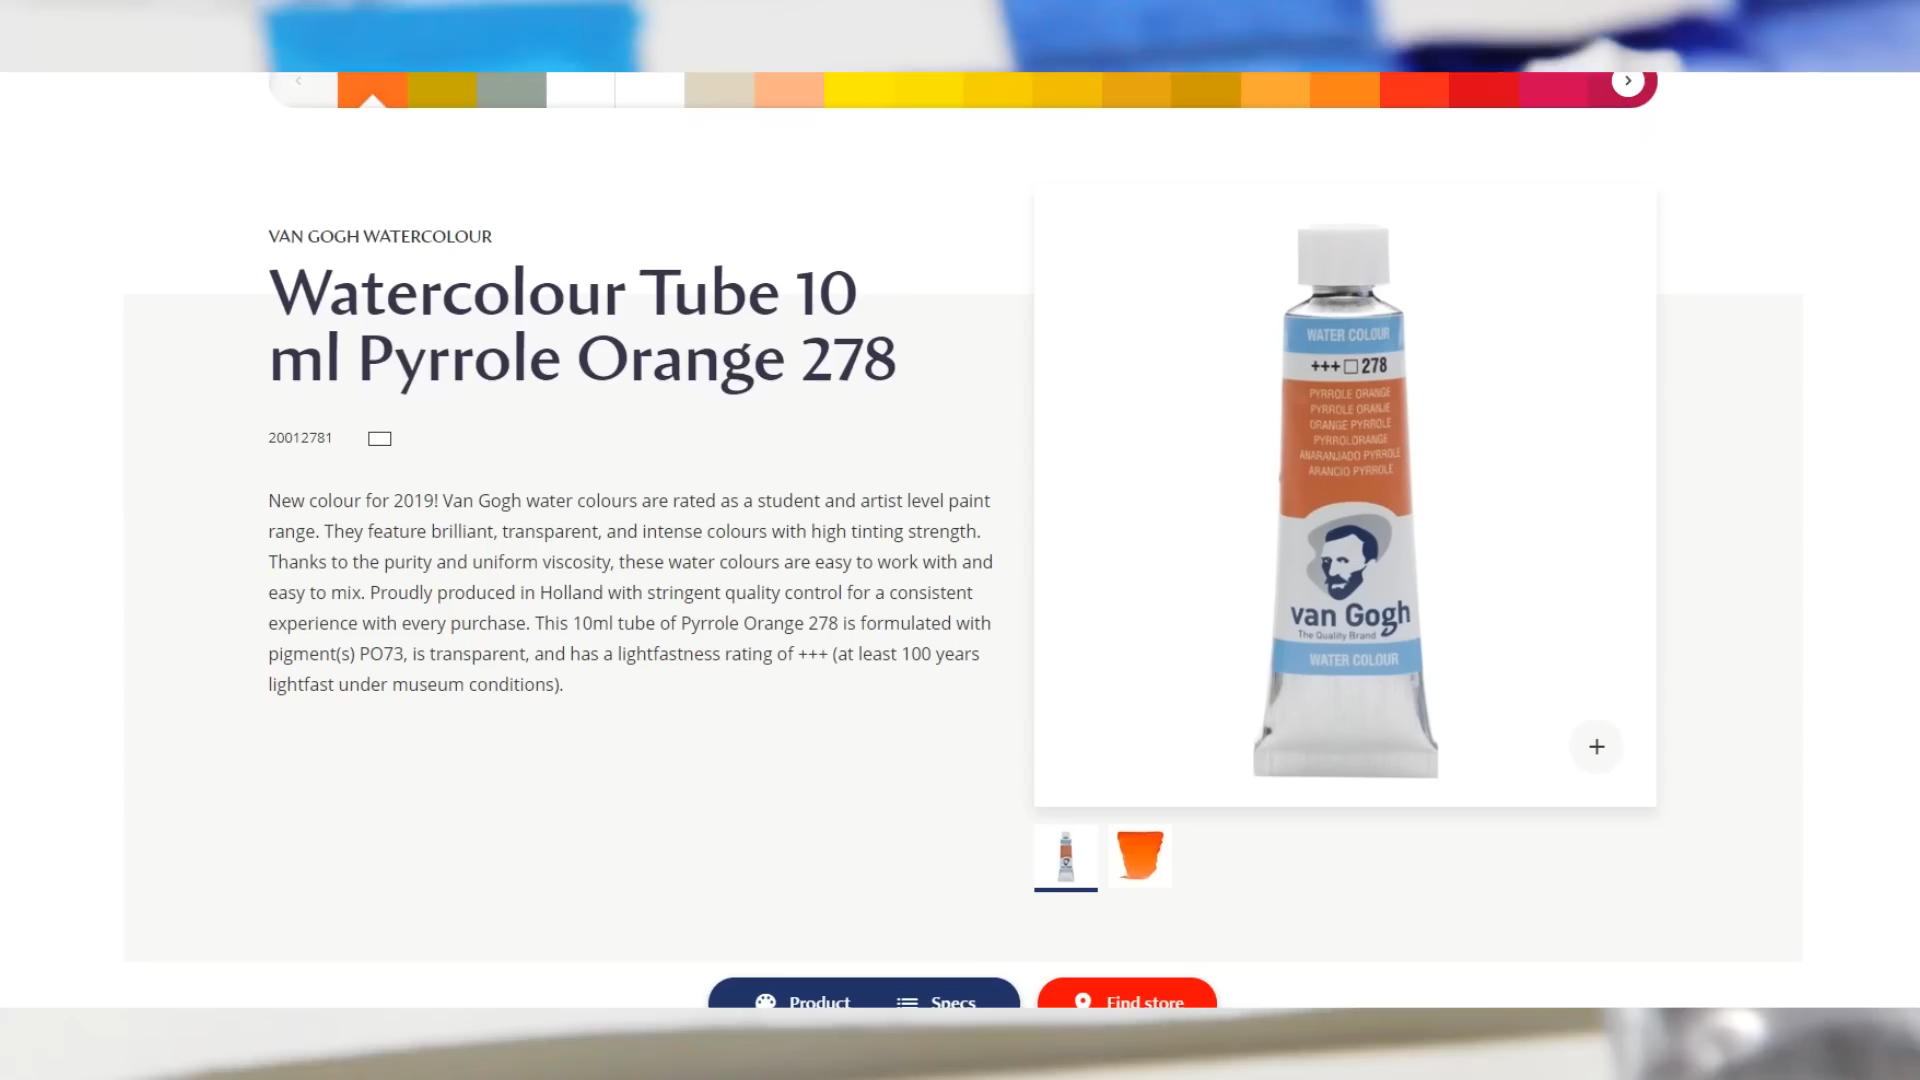 VAN GOGH WATERCOLOUR
Watercolour Tube 10
ml Pyrrole Orange 278
20012781
New colour for 2019! Van Gogh water colours are rated as a student and artist level paint
range. They feature brilliant, transparent, and intense colours with high tinting strength.
Thanks to the purity and uniform viscosity, these water colours are easy to work with and
easy to mix. Proudly produced in Holland with stringent quality control for a consistent
experience with every purchase. This 10ml tube of Pyrrole Orange 278 is formulated with
pigment(s) PO73, is transparent, and has a lightfastness rating of +++ (at least 100 years
lightfast under museum conditions).
WATER COLOUR
+++ 278
PYRROLE ORANGE
PYRROLE ORANJE
ORANGE PYRROLE
PYRROLORANGE
ANARANJADO PYRROLE
ARANCIO PYRROLE
van Gogh
The Quality Brand
WATER COLOUR
+
Product
Specs
Find store